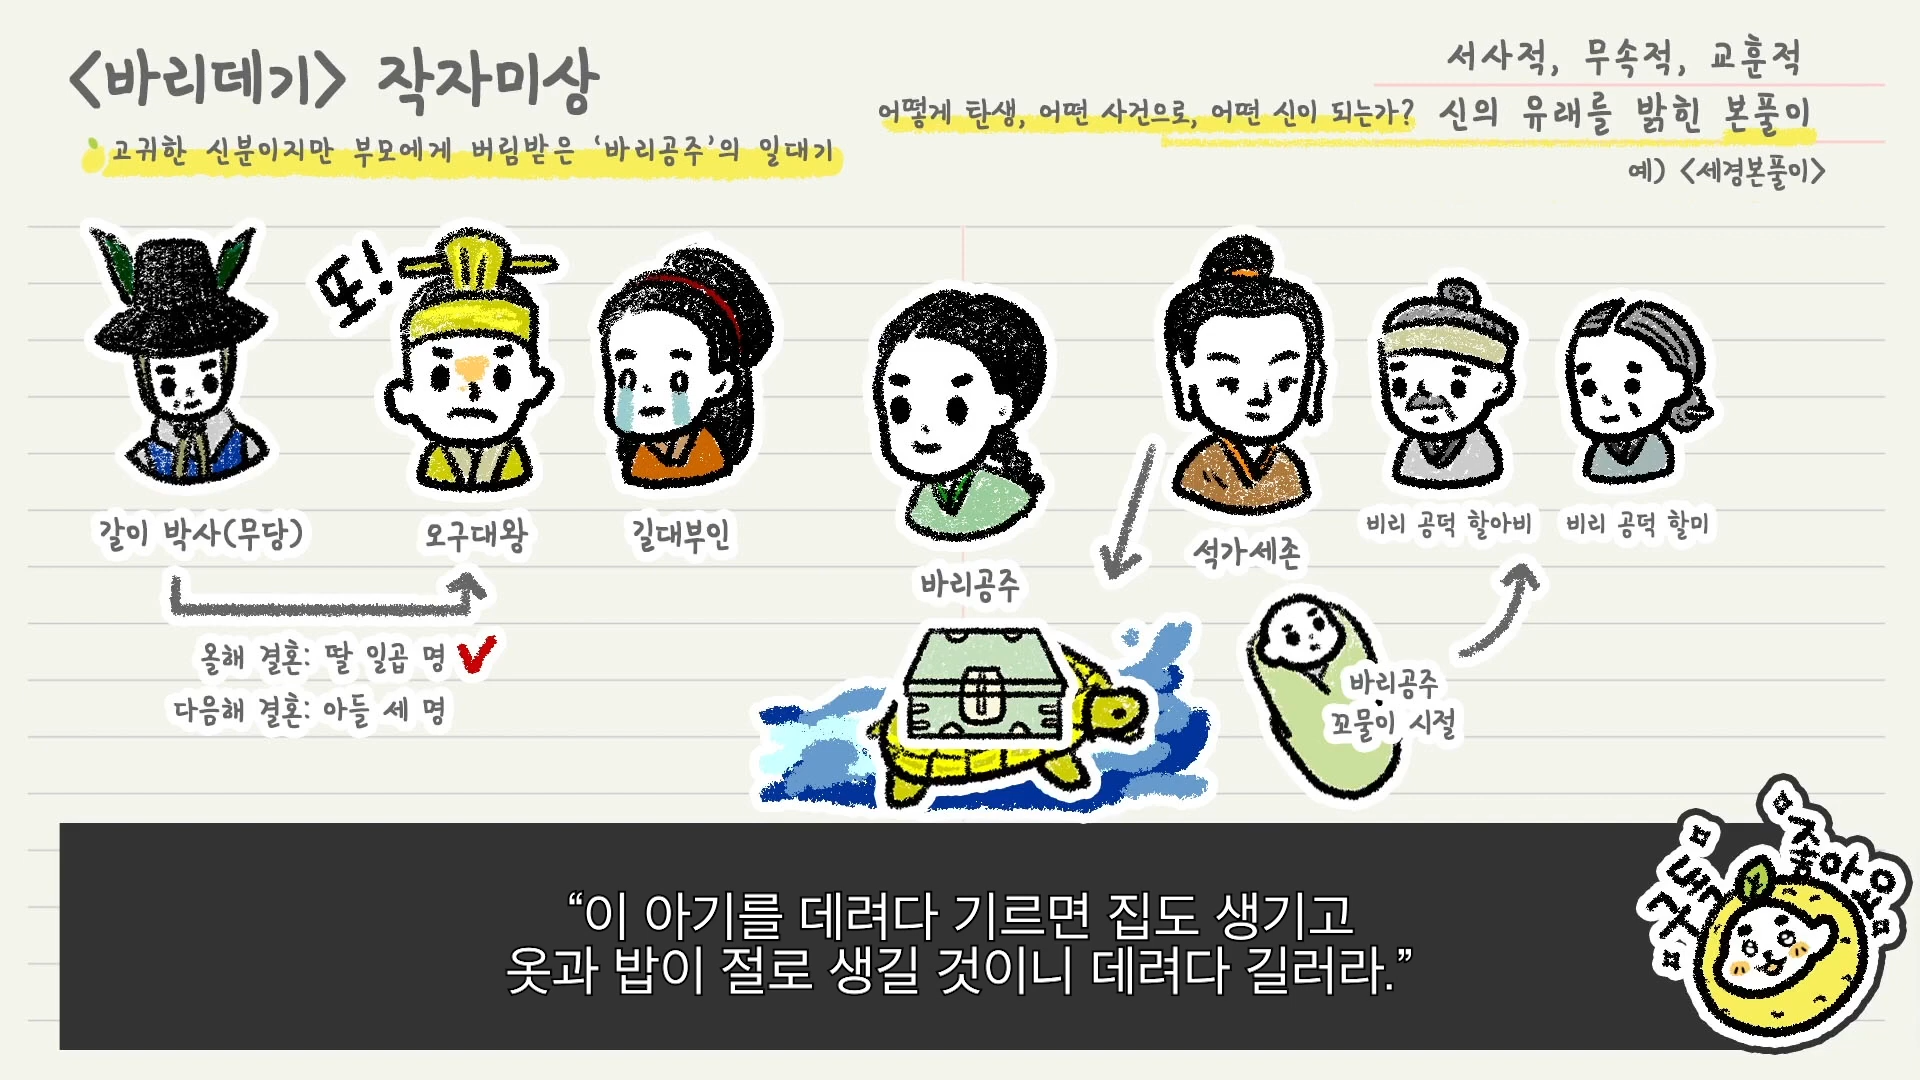 <바리데기> 작자미상
고귀한 신분이지만 부모에게 버림받은 ‘바리공주’의 일대기
서사적, 무속적, 교훈적
어떻게 탄생, 어떤 사건으로, 어떤 신이 되는가? 신의 유래를 밝힌 본풀이
예) <세경본풀이>
또!
갈이 박사(무당)
오구대왕
길대부인
바리공주
석가세존
비리 공덕 할아비
비리 공덕 할미
올해 결혼: 딸 일곱 명
다음해 결혼: 아들 세 명
바리공주
꼬물이 시절
“이 아기를 데려다 기르면 집도 생기고
옷과 밥이 절로 생길 것이니 데려다 길러라.”
구독
좋아요